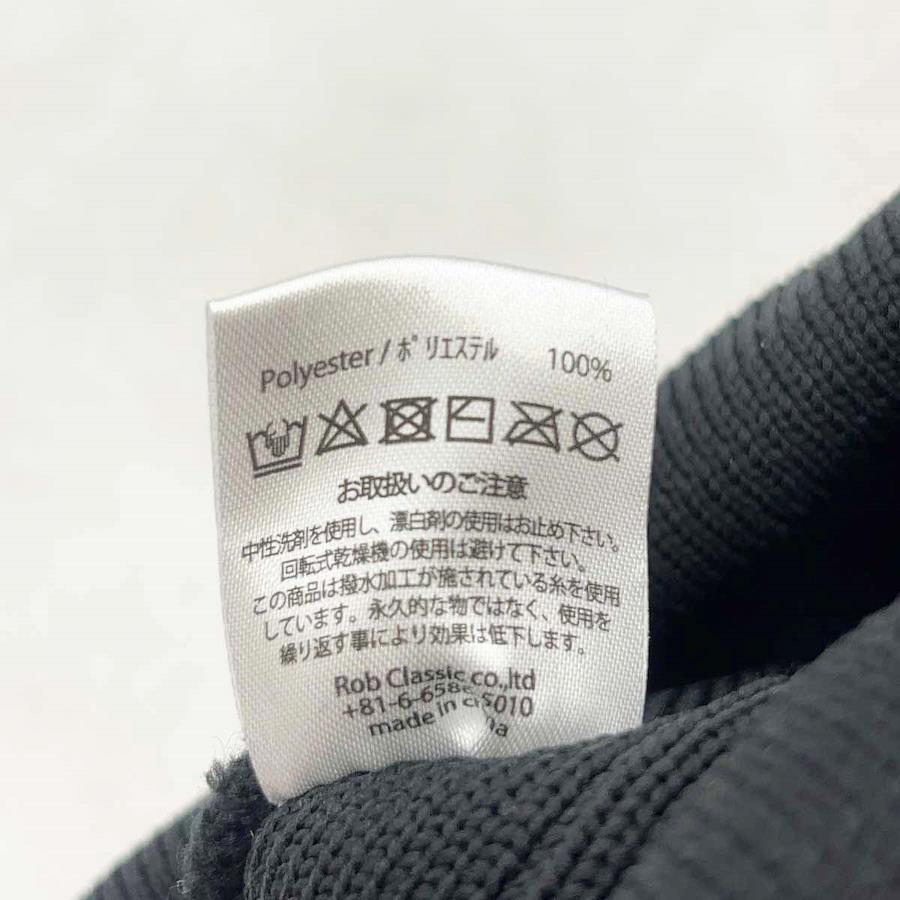 Polyester / ポリエステル 100%
お取扱いのご注意
中性洗剤を使用し、漂白剤の使用はお止め下さい。
回転式乾燥機の使用は避けて下さい。
この商品は撥水加工が施されている糸を使用
しています。永久的な物ではなく、使用を
繰り返す事により効果は低下します。
Rob Classic co.,ltd
+81-6-6586-5010
made in china